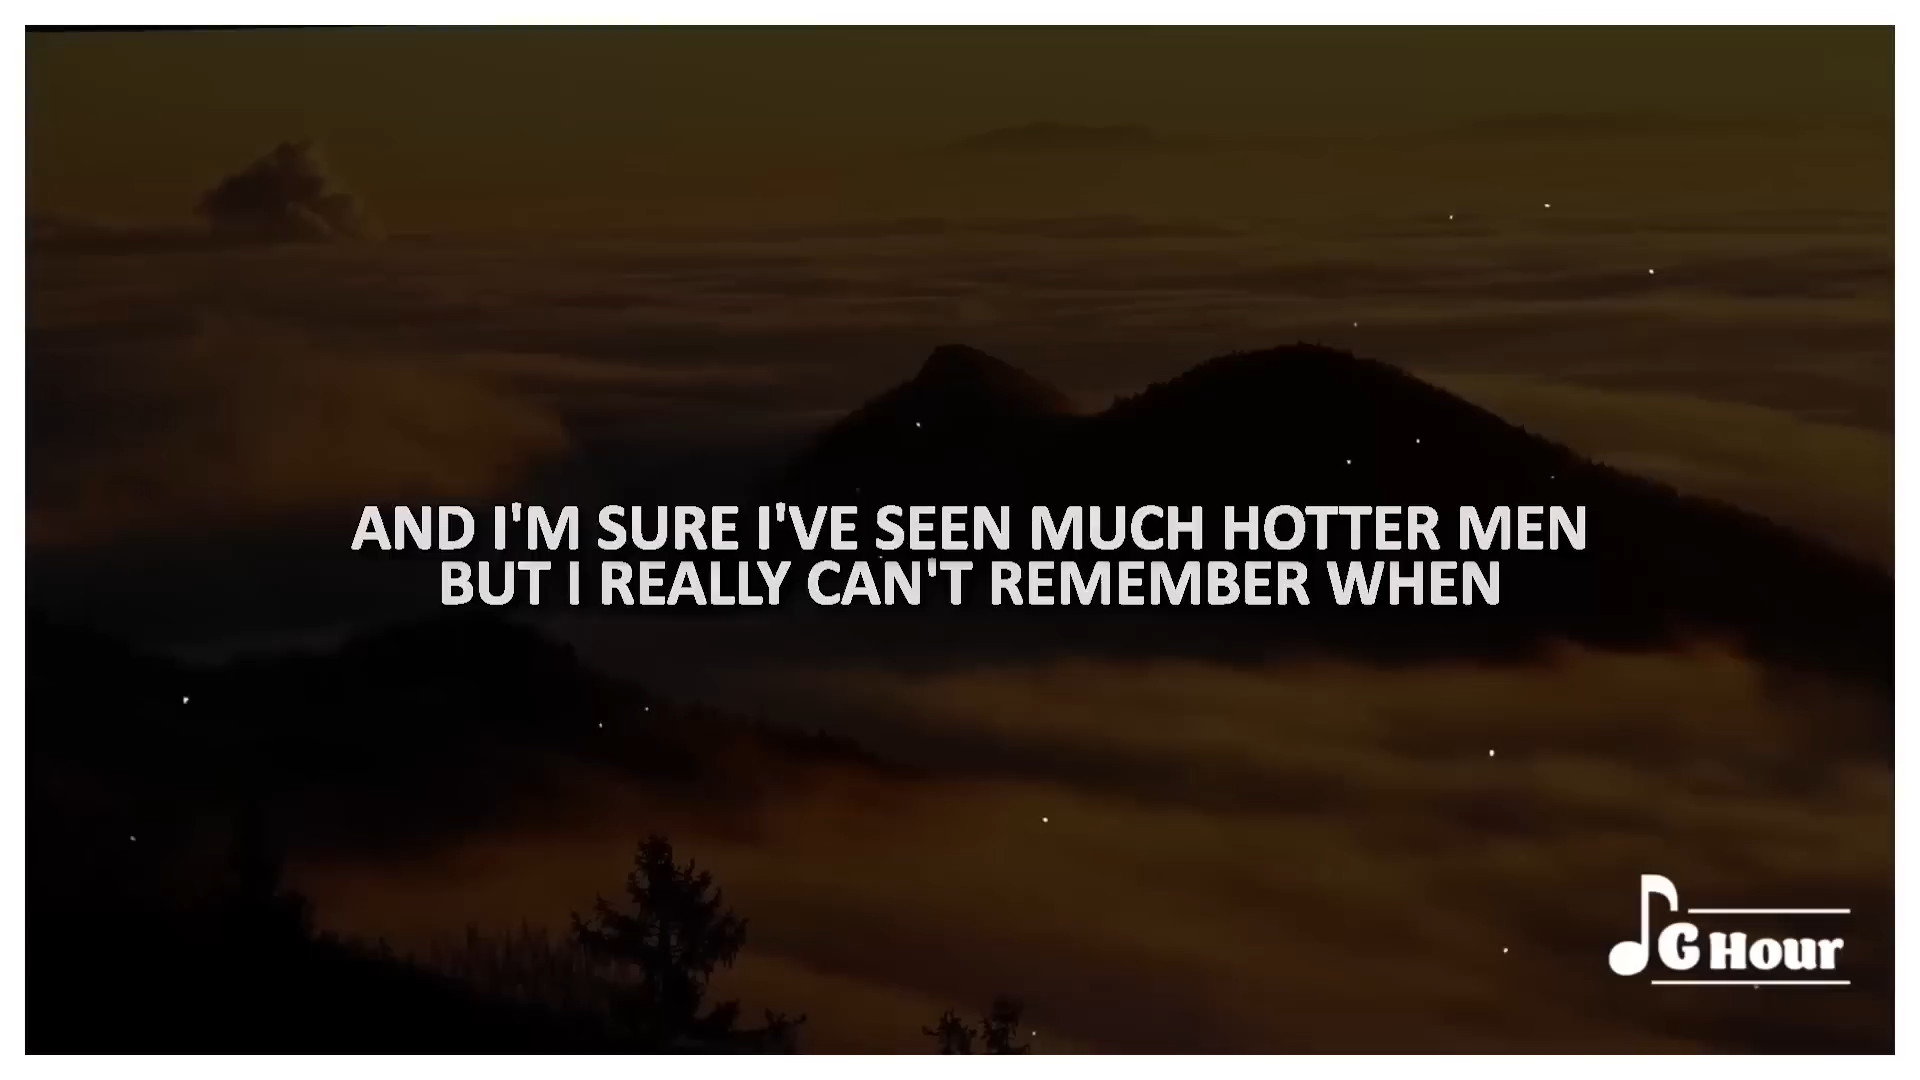 AND I'M SURE I'VE SEEN MUCH HOTTER MEN
BUT I REALLY CAN'T REMEMBER WHEN
G Hour